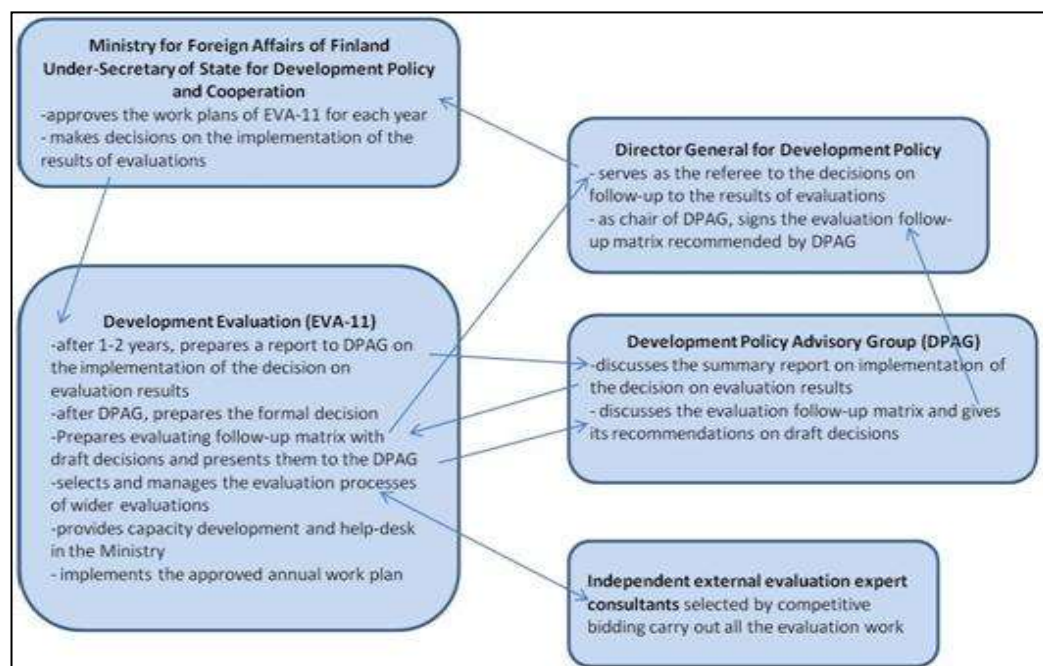 Ministry for Foreign Affairs of Finland
Under-Secretary of State for Development Policy
and Cooperation
-approves the work plans of EVA-11 for each year
- makes decisions on the implementation of the
results of evaluations
Director General for Development Policy
- serves as the referee to the decisions on
follow-up to the results of evaluations
- as chair of DPAG, signs the evaluation follow-
up matrix recommended by DPAG
Development Evaluation (EVA-11)
-after 1-2 years, prepares a report to DPAG on
the implementation of the decision on
evaluation results
-after DPAG, prepares the formal decision
-Prepares evaluating follow-up matrix with
draft decisions and presents them to the DPAG
-selects and manages the evaluation processes
of wider evaluations
-provides capacity development and help-desk
in the Ministry
- implements the approved annual work plan
Development Policy Advisory Group (DPAG)
-discusses the summary report on implementation of
the decision on evaluation results
- discusses the evaluation follow-up matrix and gives
its recommendations on draft decisions
Independent external evaluation expert
consultants selected by competitive
bidding carry out all the evaluation work